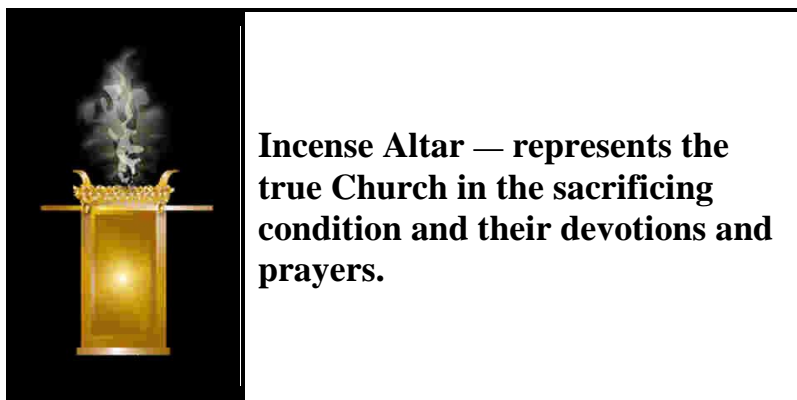 Incense Altar — represents the
true Church in the sacrificing
condition and their devotions and
prayers.